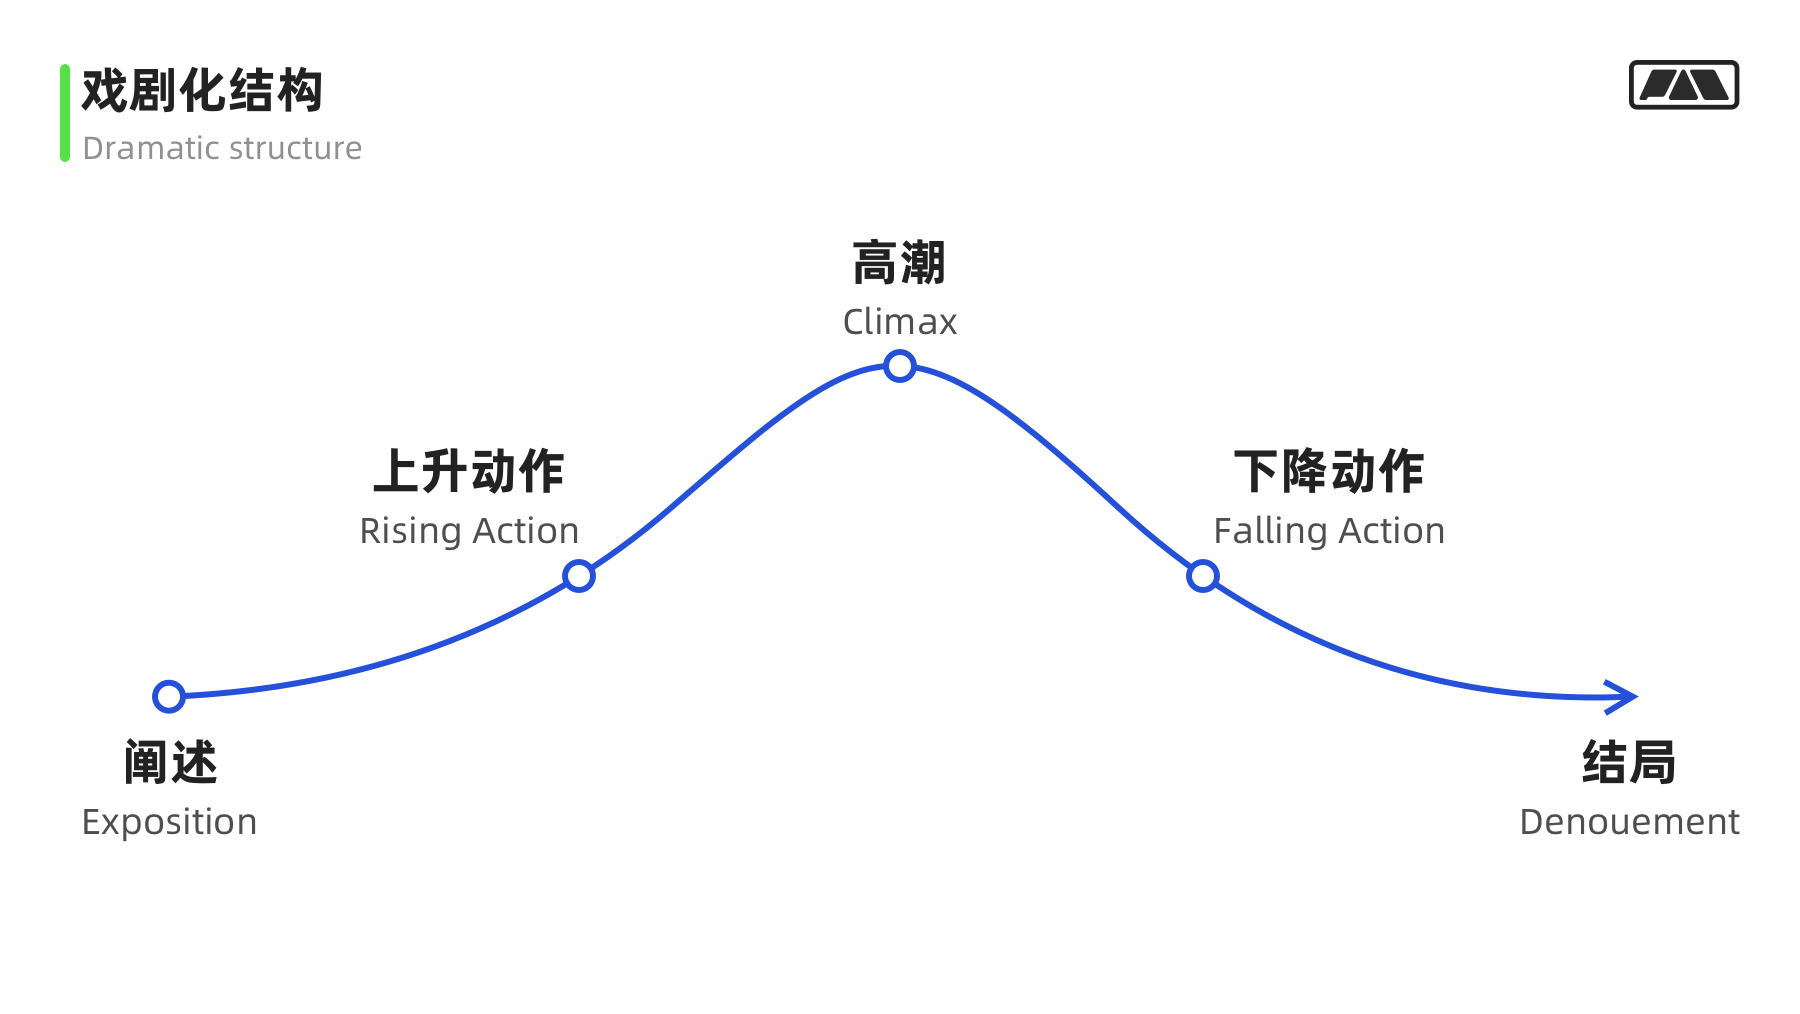 戏剧化结构
Dramatic structure
高潮
Climax
上升动作
Rising Action
下降动作
Falling Action
阐述
Exposition
结局
Denouement